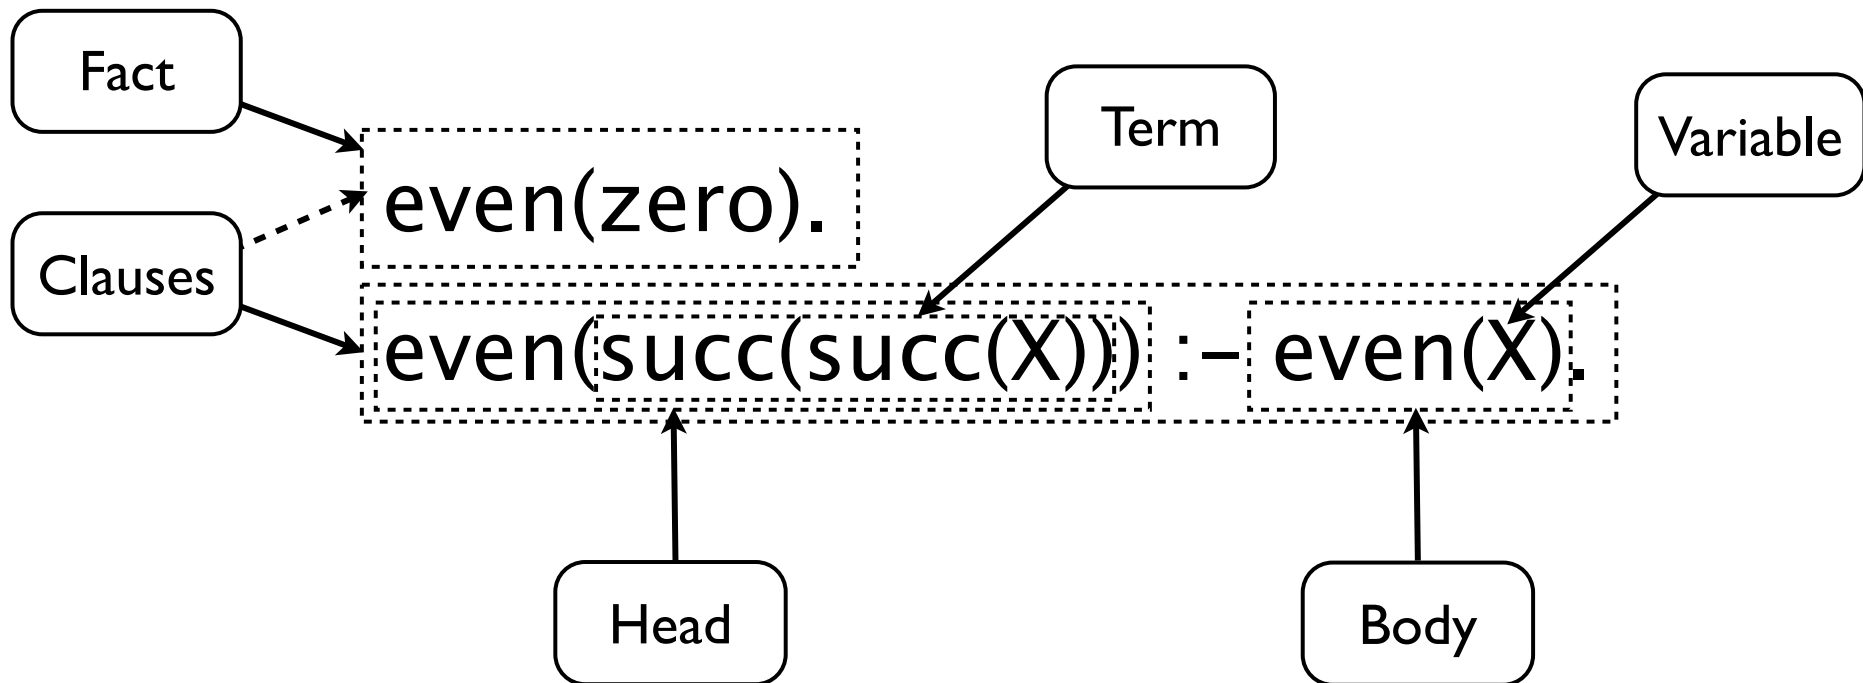 Fact
Term
Variable
even(zero).
Clauses
even(succ(succ(X))) :- even(X).
Head
Body